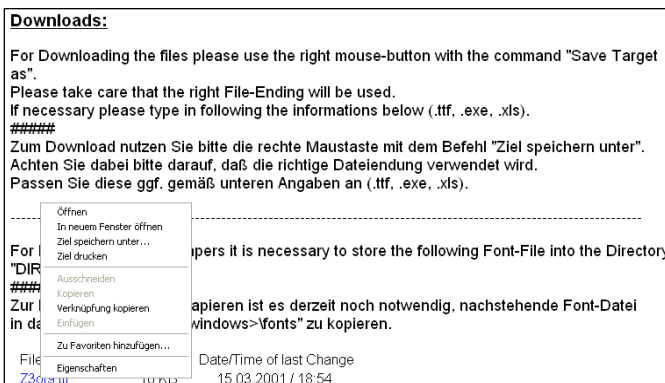 Downloads:
For Downloading the files please use the right mouse-button with the command "Save Target
as".
Please take care that the right File-Ending will be used.
If necessary please type in following the informations below (.ttf, .exe, .xls).
#####
Zum Download nutzen Sie bitte die rechte Maustaste mit dem Befehl "Ziel speichern unter".
Achten Sie dabei bitte darauf, daß die richtige Dateiendung verwendet wird.
Passen Sie diese ggf. gemäß unteren Angaben an (.ttf, .exe, .xls).
Öffnen
In neuem Fenster öffnen
Ziel speichern unter...
Ziel drucken
Ausschneiden
Kopieren
Verknüpfung kopieren
Einfügen
Zu Favoriten hinzufügen...
Eigenschaften
For apers it is necessary to store the following Font-File into the Directory
"DIR
####
Zur apieren ist es derzeit noch notwendig, nachstehende Font-Datei
in da windows>\fonts" zu kopieren.
File Date/Time of last Change
KB 15.03.2001 / 18:54